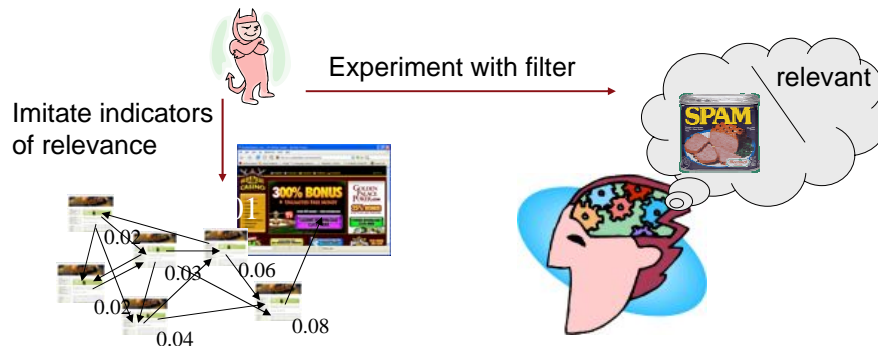 Experiment with filter
relevant
Imitate indicators
of relevance
SPAM
300% BONUS
01
0.02
0.03
0.06
0.02
0.04
0.08